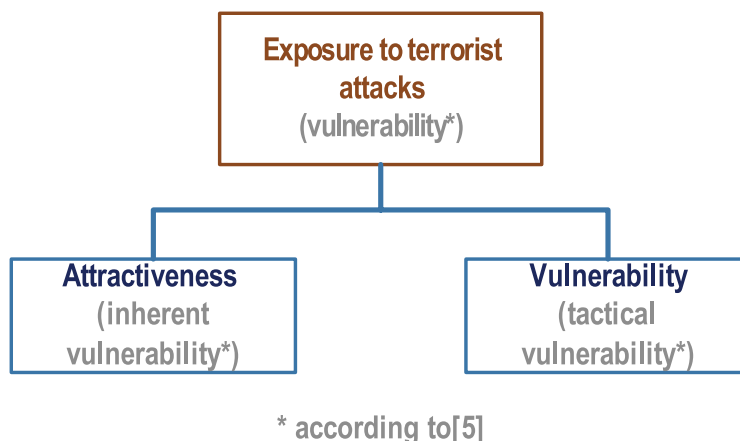 Exposure to terrorist
attacks
(vulnerability*)
Attractiveness
(inherent
vulnerability*)
Vulnerability
(tactical
vulnerability*)
* according to[5]